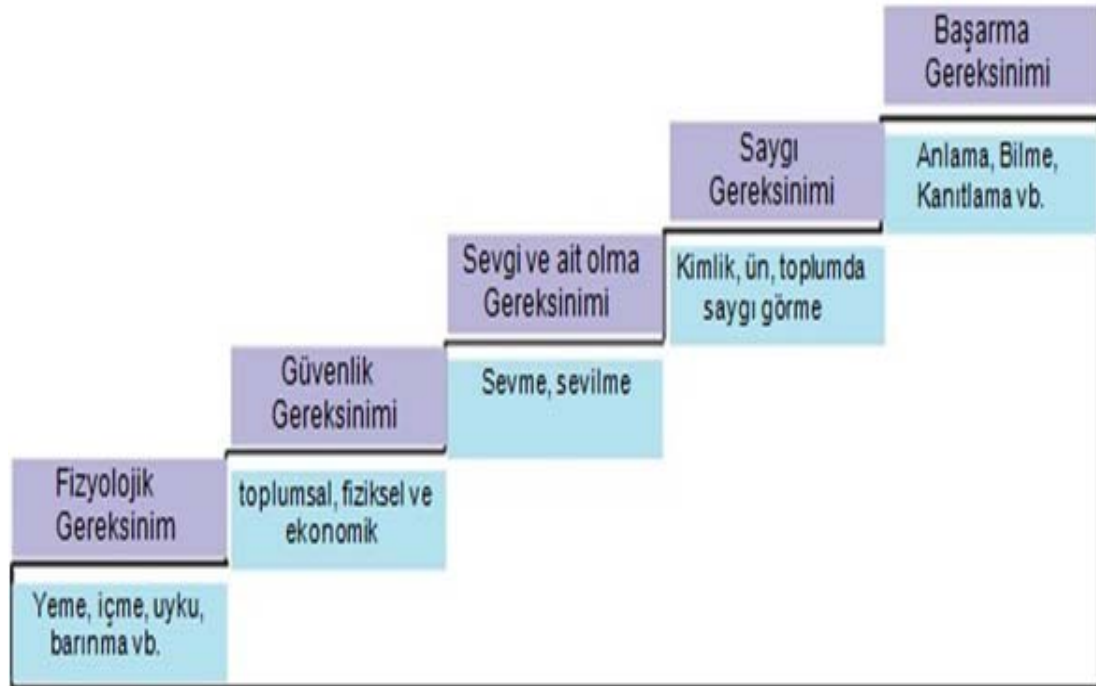 Başarma
Gereksinimi
Anlama, Bilme,
Kanıtlama vb.
Saygı
Gereksinimi
Kimlik, ün, toplumda
saygı görme
Sevgi ve ait olma
Gereksinimi
Sevme, sevilme
Güvenlik
Gereksinimi
toplumsal, fiziksel ve
ekonomik
Fizyolojik
Gereksinim
Yeme, içme, uyku,
barınma vb.